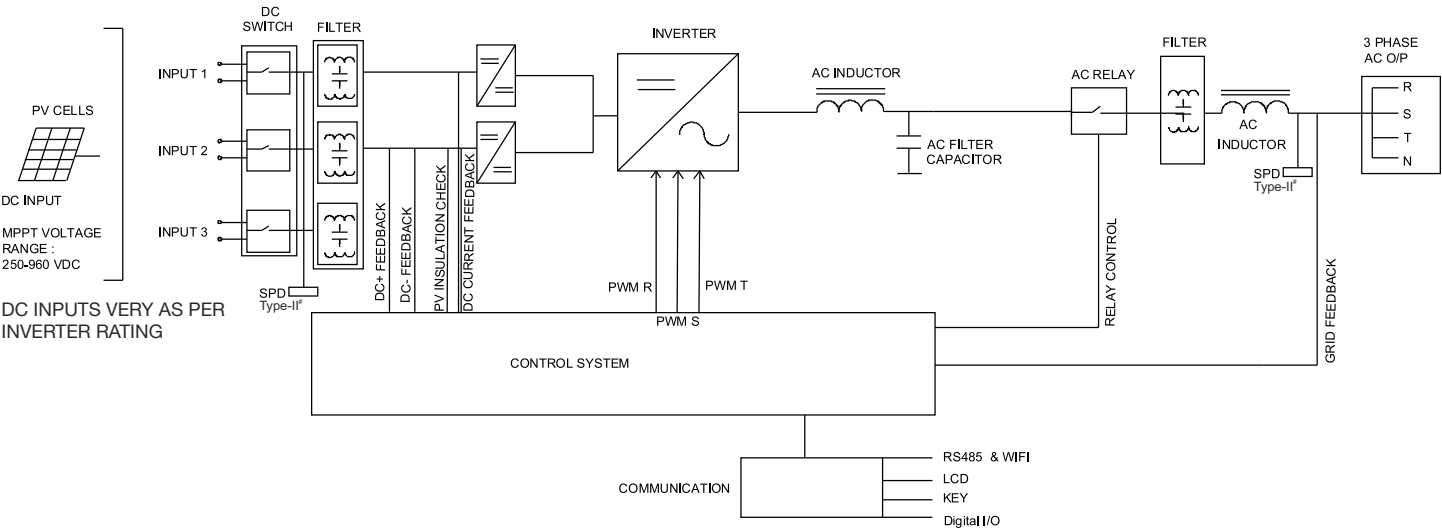 DC
SWITCH
FILTER
INPUT 1
INPUT 2
INPUT 3
PV CELLS
DC INPUT
MPPT VOLTAGE
RANGE :
250-960 VDC
DC INPUTS VERY AS PER
INVERTER RATING
SPD
Type-II#
DC+ FEEDBACK
DC- FEEDBACK
PV INSULATION CHECK
DC CURRENT FEEDBACK
INVERTER
PWM R
PWM S
PWM T
AC INDUCTOR
AC FILTER
CAPACITOR
AC RELAY
RELAY CONTROL
FILTER
AC
INDUCTOR
SPD
Type-II#
GRID FEEDBACK
3 PHASE
AC O/P
R
S
T
N
CONTROL SYSTEM
COMMUNICATION
RS485 & WIFI
LCD
KEY
Digital I/O